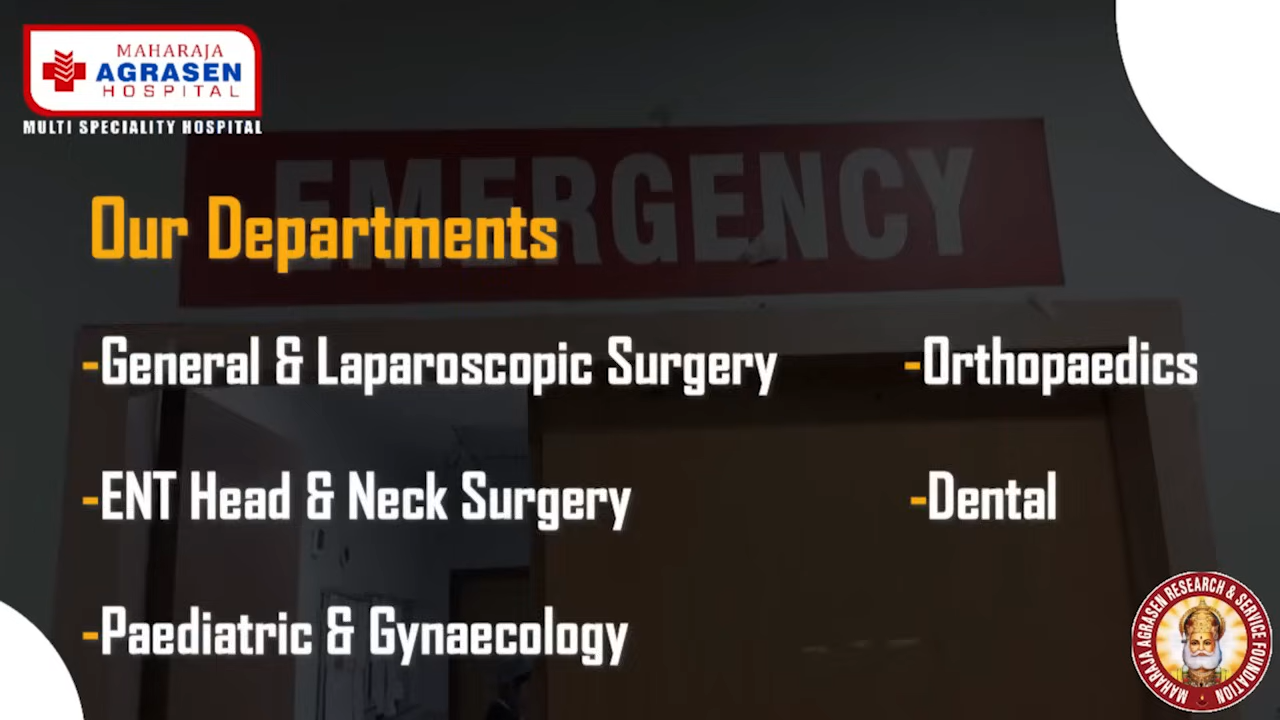 MAHARAJA
AGRASEN
HOSPITAL
MULTI SPECIALITY HOSPITAL
EMERGENCY
Our Departments
-General & Laparoscopic Surgery
-Orthopaedics
-ENT Head & Neck Surgery
-Dental
-Paediatric & Gynaecology
MAHARAJA AGRASEN RESEARCH & SERVICE FOUNDATION